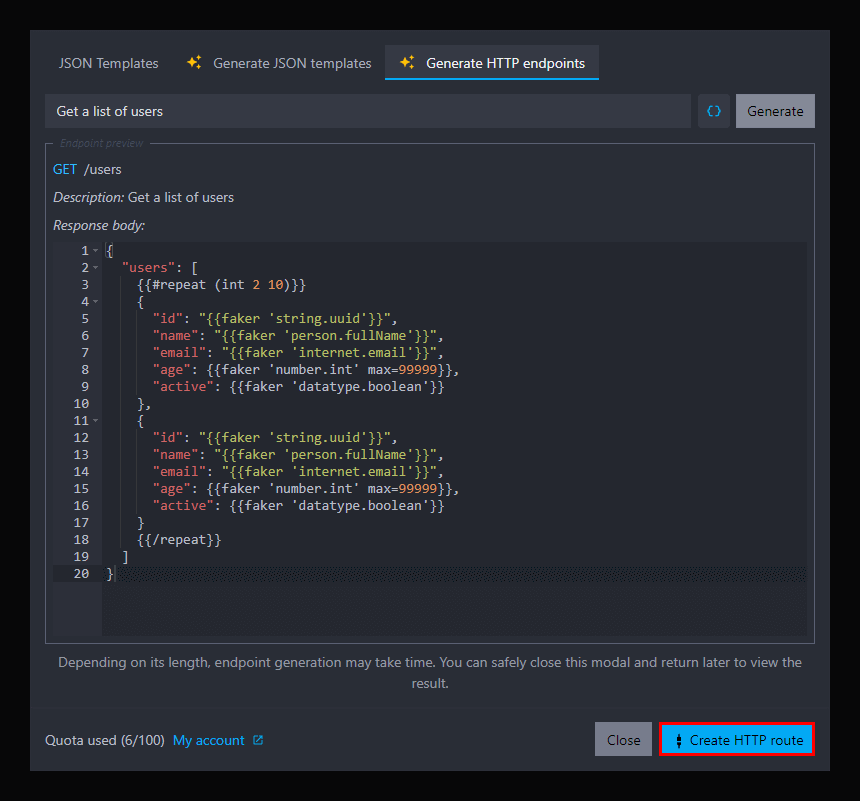 JSON Templates
Generate JSON templates
Generate HTTP endpoints
Get a list of users
{}
Generate
Endpoint preview
GET /users
Description: Get a list of users
Response body:
1 {
2 "users": [
3 {{#repeat (int 2 10)}}
4 {
5 "id": "{{faker 'string.uuid'}}",
6 "name": "{{faker 'person.fullName'}}",
7 "email": "{{faker 'internet.email'}}",
8 "age": {{faker 'number.int' max=99999}},
9 "active": {{faker 'datatype.boolean'}}
10 },
11 {
12 "id": "{{faker 'string.uuid'}}",
13 "name": "{{faker 'person.fullName'}}",
14 "email": "{{faker 'internet.email'}}",
15 "age": {{faker 'number.int' max=99999}},
16 "active": {{faker 'datatype.boolean'}}
17 }
18 {{/repeat}}
19 ]
20 }
Depending on its length, endpoint generation may take time. You can safely close this modal and return later to view the
result.
Quota used (6/100) My account
Close
Create HTTP route